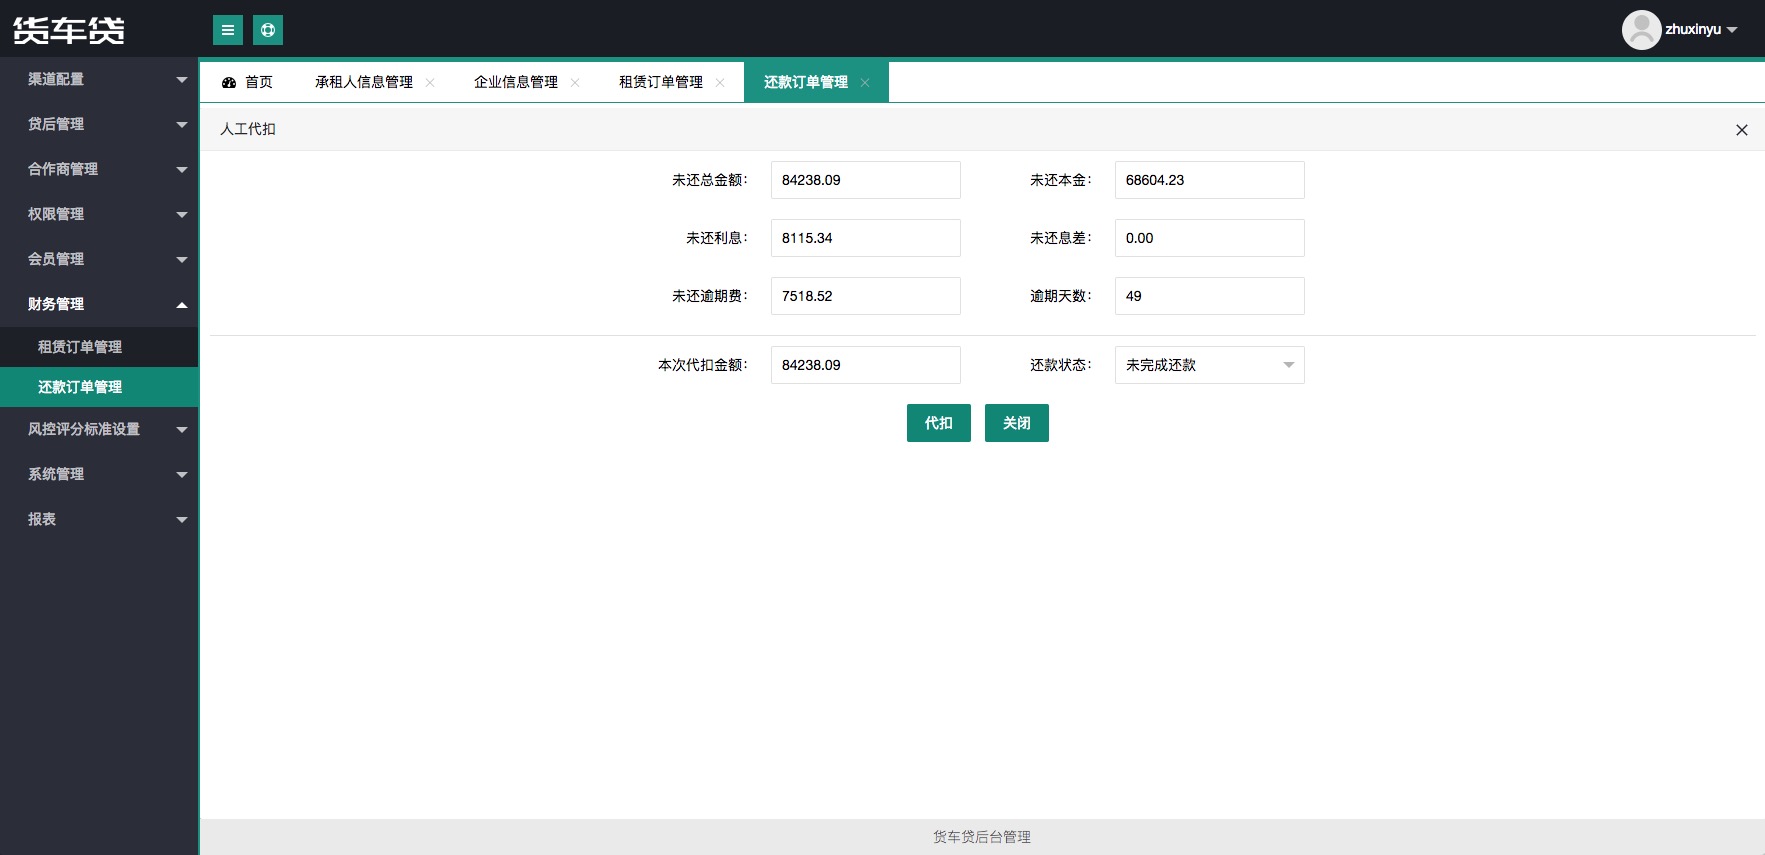 货车贷
zhuxinyu
渠道配置
贷后管理
合作商管理
权限管理
会员管理
财务管理
租赁订单管理
还款订单管理
风控评分标准设置
系统管理
报表
首页 承租人信息管理 企业信息管理 租赁订单管理 还款订单管理
人工代扣
未还总金额： 84238.09 未还本金： 68604.23
未还利息： 8115.34 未还息差： 0.00
未还逾期费： 7518.52 逾期天数： 49
本次代扣金额： 84238.09 还款状态： 未完成还款
代扣 关闭
货车贷后台管理